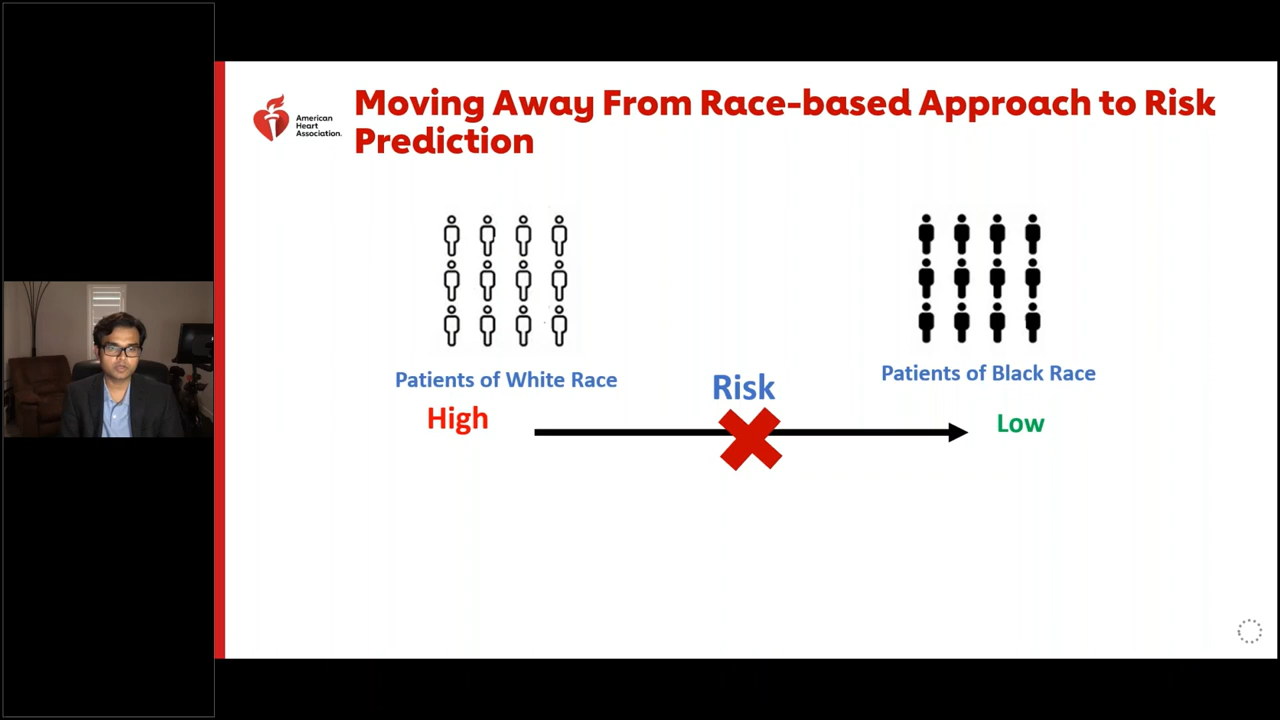 American
Heart
Association.
Moving Away From Race-based Approach to Risk
Prediction
Patients of White Race
High
Risk
Patients of Black Race
Low